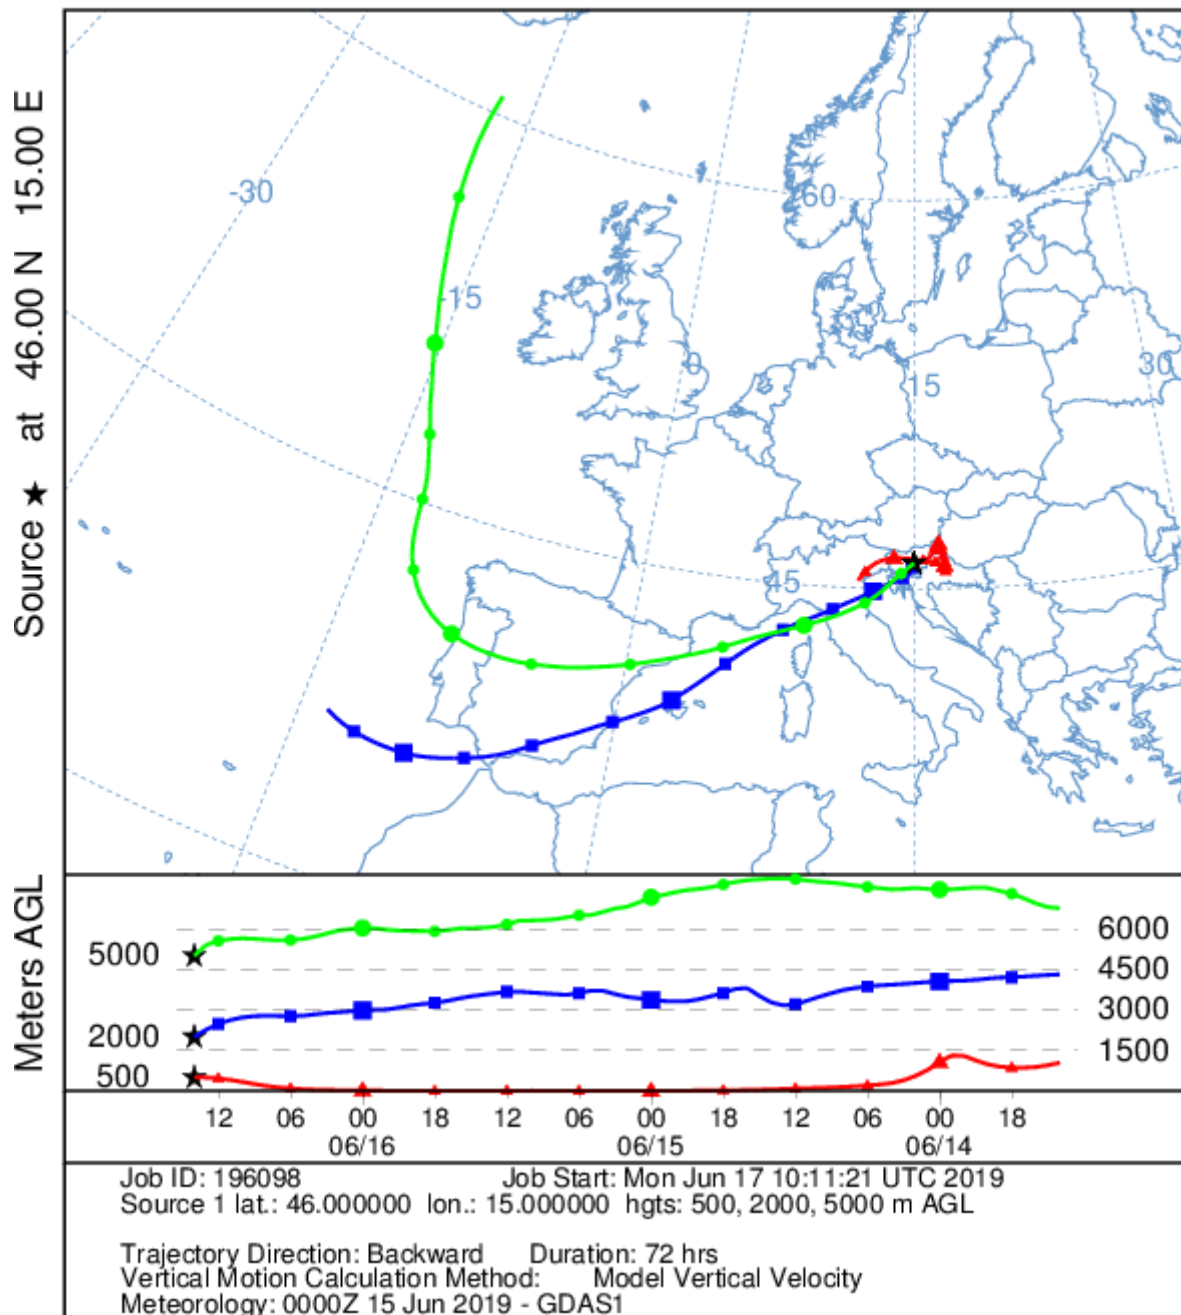 Source ★ at 46.00 N 15.00 E
-30
60
-15
0
15
30
45
Meters AGL
5000
2000
500
6000
4500
3000
1500
12 06 00 18 12 06 00 18 12 06 00 18
06/16 06/15 06/14
Job ID: 196098 Job Start: Mon Jun 17 10:11:21 UTC 2019
Source 1 lat.: 46.000000 lon.: 15.000000 hgts: 500, 2000, 5000 m AGL
Trajectory Direction: Backward Duration: 72 hrs
Vertical Motion Calculation Method: Model Vertical Velocity
Meteorology: 0000Z 15 Jun 2019 - GDAS1